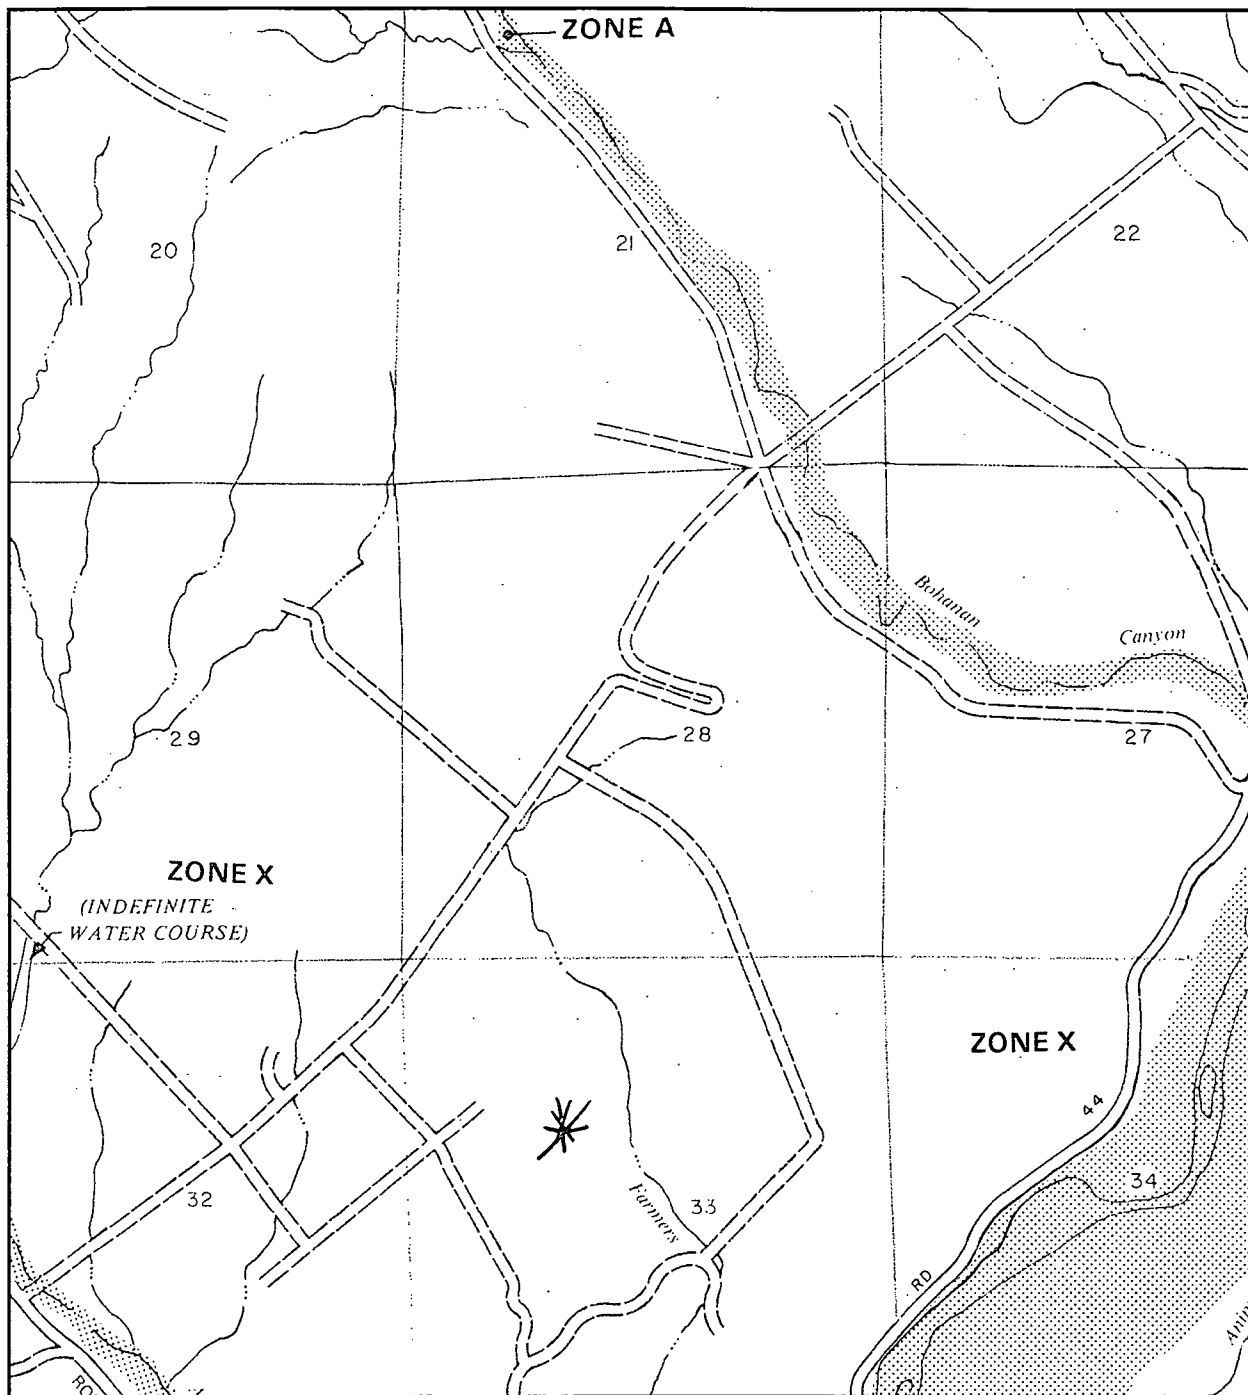 ZONE A
20
21
22
Bohanan
Canyon
29
28
27
ZONE X
(INDEFINITE
WATER COURSE)
ZONE X
44
34
32
Farmers
33
RD